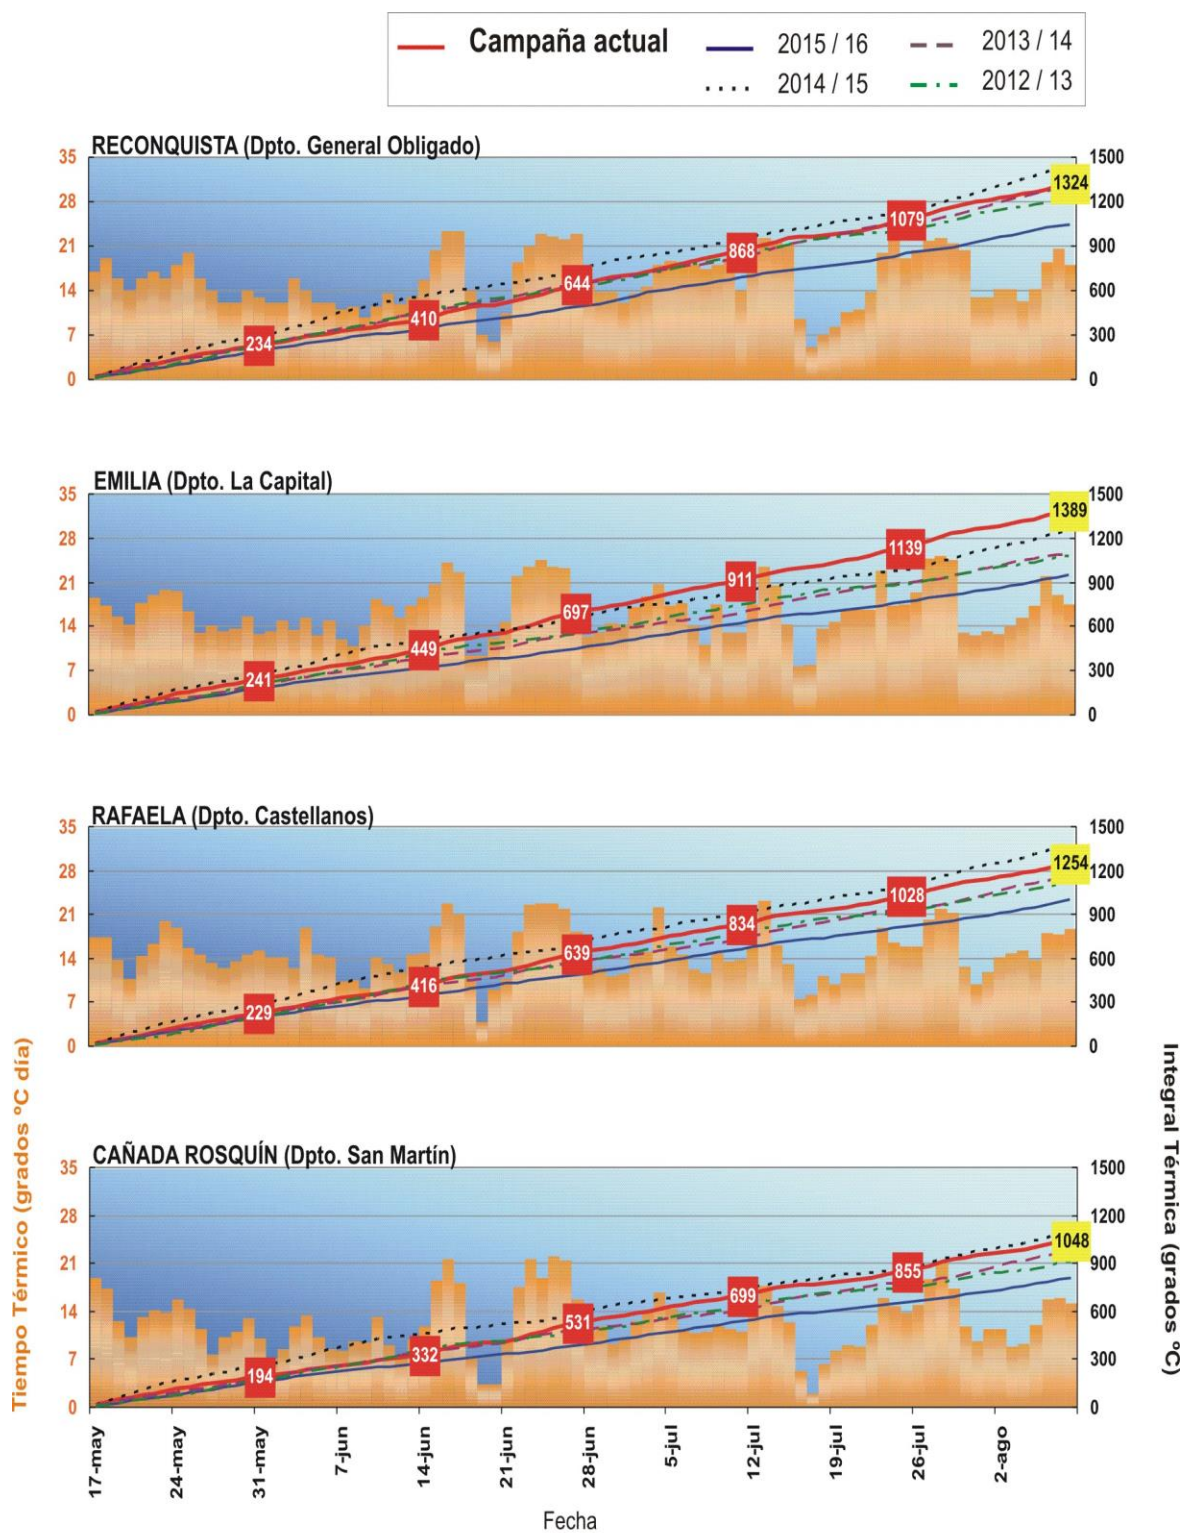 Campaña actual 2015 / 16 2013 / 14
2014 / 15 2012 / 13
RECONQUISTA (Dpto. General Obligado)
35 1500
28 1324 1200
21 1079 900
868
14 644 600
410
7 234 300
0 0
EMILIA (Dpto. La Capital)
35 1500
1389
28 1139 1200
21 911 900
14 697 600
449
7 241 300
0 0
RAFAELA (Dpto. Castellanos)
35 1500
28 1254 1200
1028
21 834 900
14 639 600
416
7 229 300
0 0
CAÑADA ROSQUÍN (Dpto. San Martín)
35 1500
28 1200
1048
21 855 900
699
14 531 600
7 332 300
194
0 0
17-may 24-may 31-may 7-jun 14-jun 21-jun 28-jun 5-jul 12-jul 19-jul 26-jul 2-ago
Fecha
Tiempo Térmico (grados ºC día)
Integral Térmica (grados ºC)